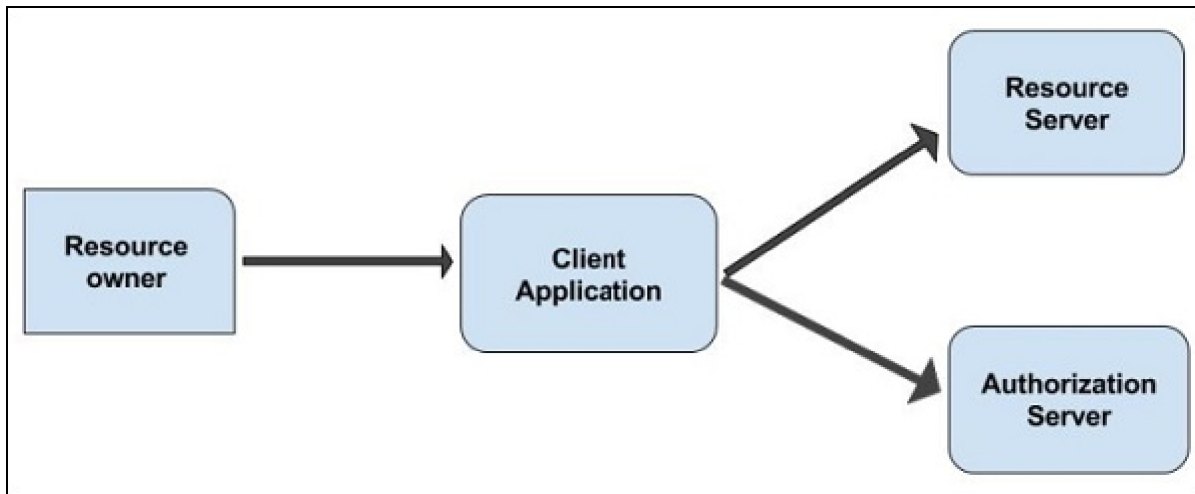 Resource
owner
Client
Application
Resource
Server
Authorization
Server